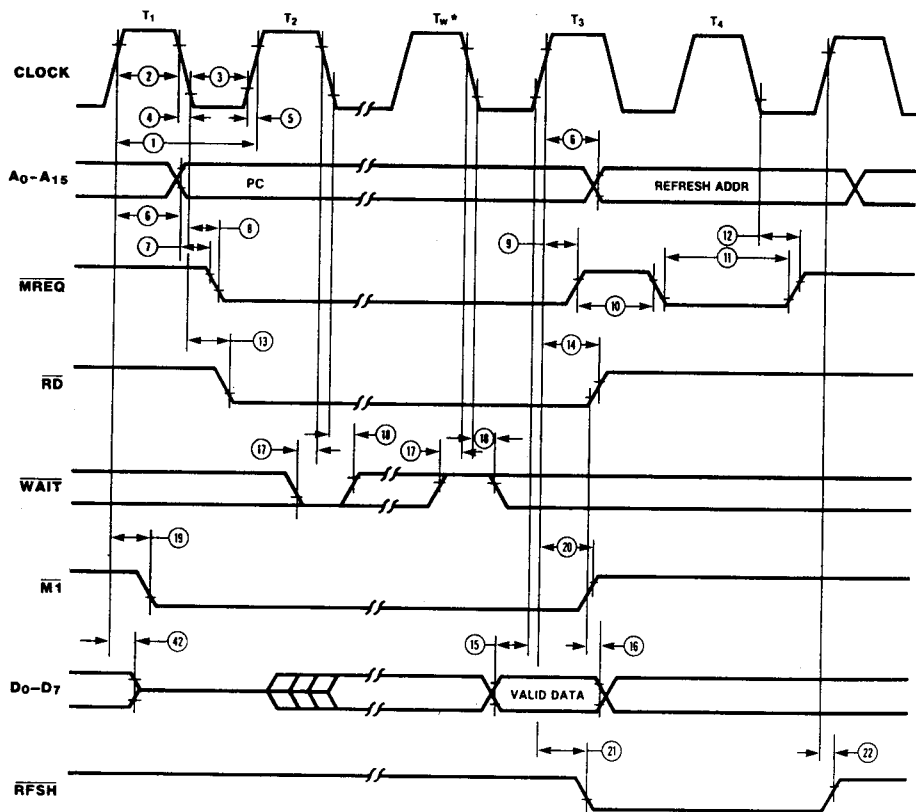 T1 T2 Tw* T3 T4
CLOCK
2 3
4 5
1
6
A0–A15
PC
REFRESH ADDR
6
8
7
9
12
11
MREQ
10
13
14
RD
17 18 17 18
WAIT
19
20
M1
42
15
16
D0–D7
VALID DATA
21
22
RFSH